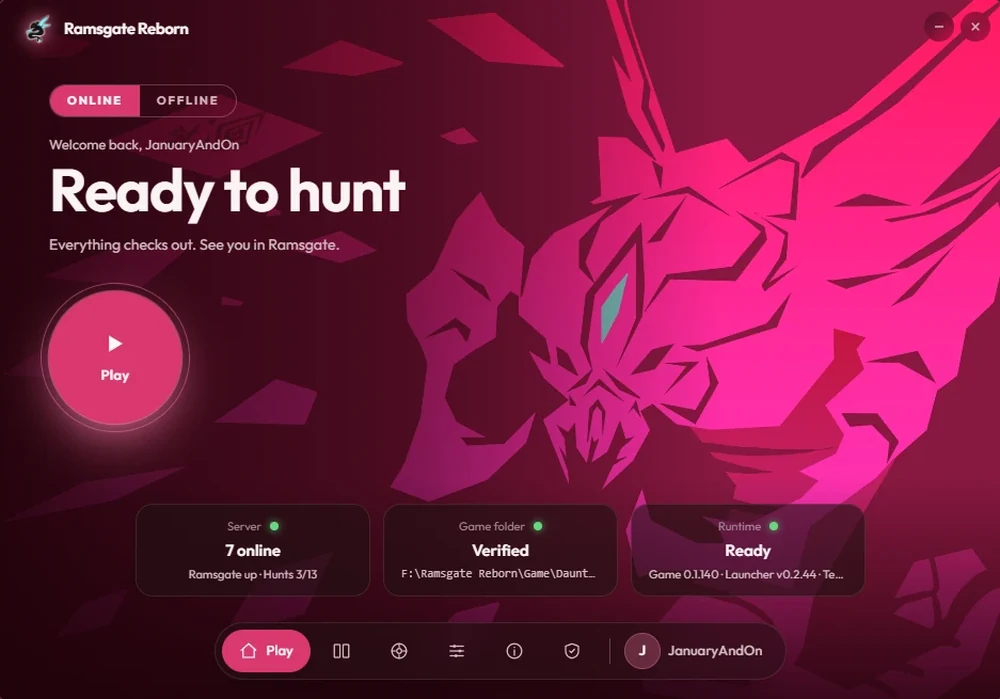 Ramsgate Reborn
ONLINE
OFFLINE
Welcome back, JanuaryAndOn
Ready to hunt
Everything checks out. See you in Ramsgate.
Play
Server
7 online
Ramsgate up · Hunts 3/13
Game folder
Verified
F:\Ramsgate Reborn\Game\Daunt…
Runtime
Ready
Game 0.1.140 · Launcher v0.2.44 · Te…
Play
J
JanuaryAndOn